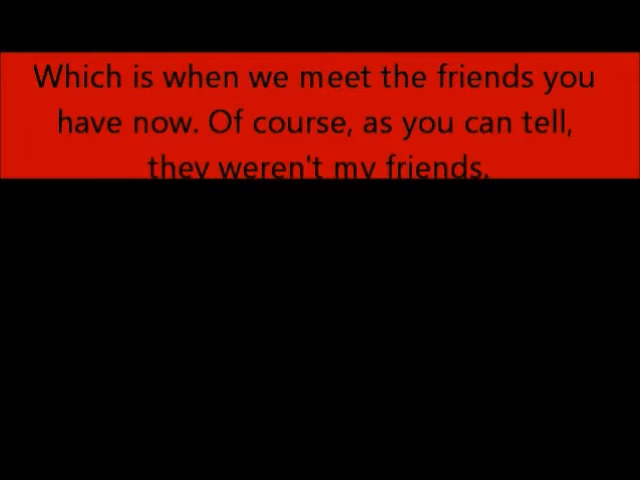 Which is when we meet the friends you
have now. Of course, as you can tell,
they weren't my friends.